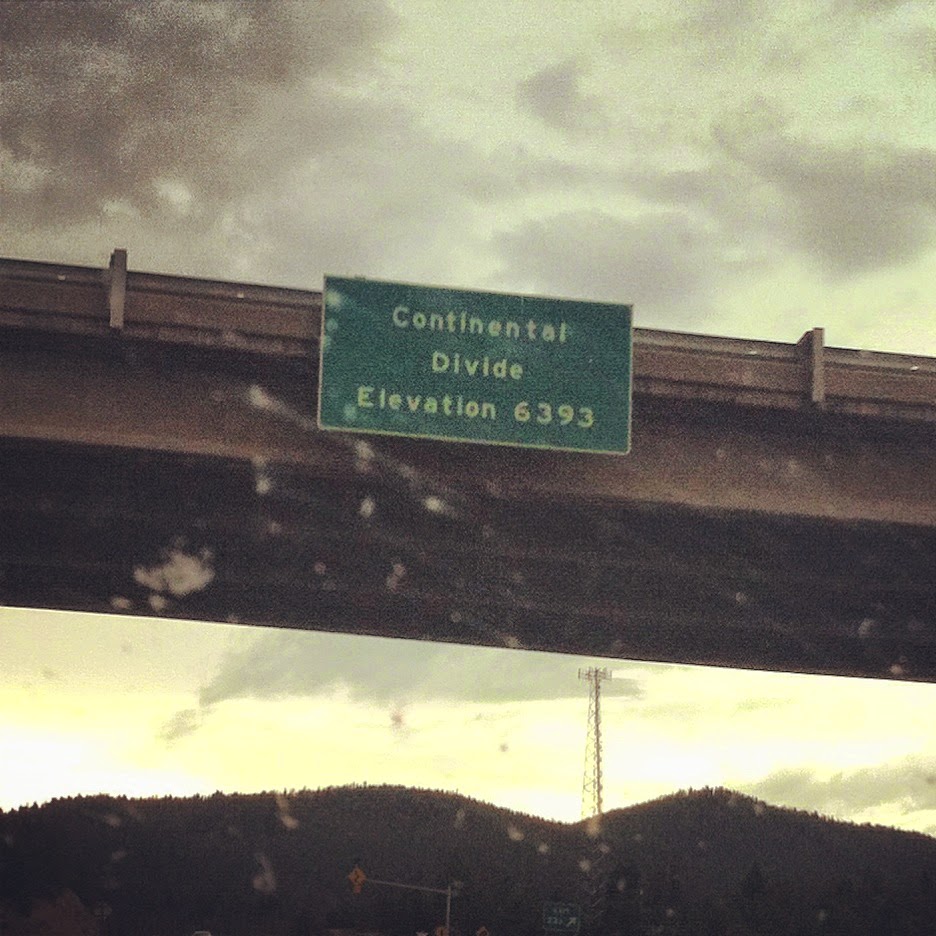 Continental
Divide
Elevation 6393